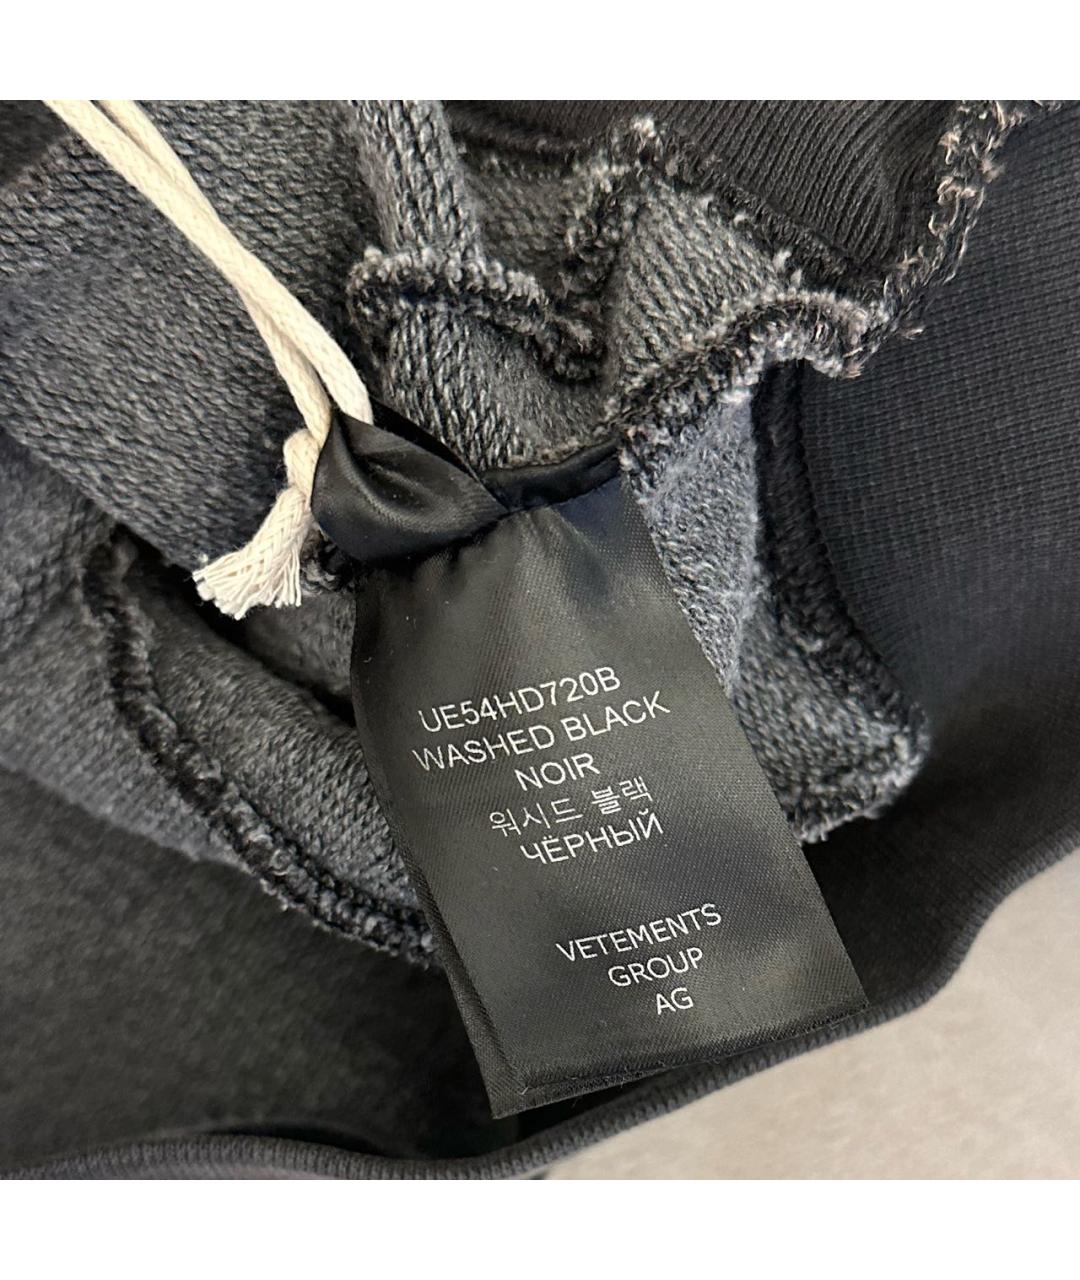 UE54HD720B
WASHED BLACK
NOIR
워시드 블랙
ЧЁРНЫЙ
VETEMENTS
GROUP
AG